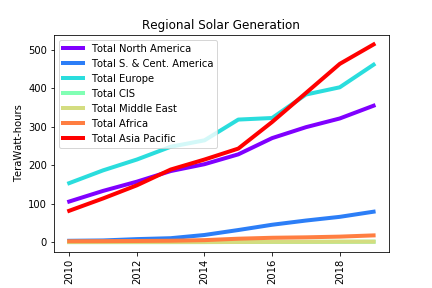 Regional Solar Generation
TeraWatt-hours
500
400
300
200
100
0
Total North America
Total S. & Cent. America
Total Europe
Total CIS
Total Middle East
Total Africa
Total Asia Pacific
2010
2012
2014
2016
2018